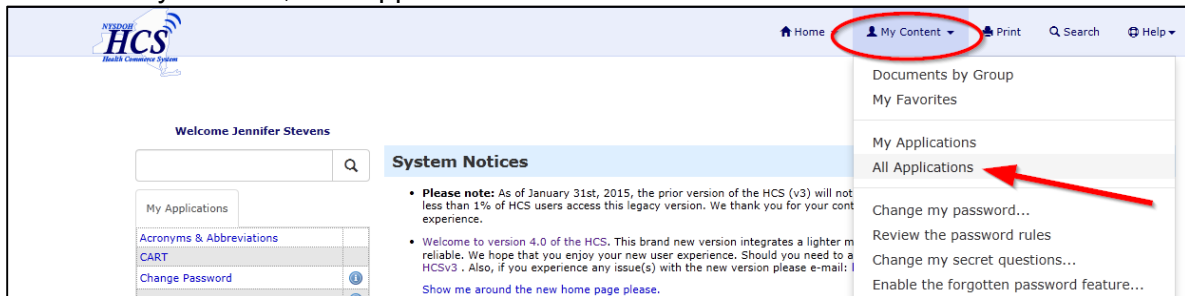 NYSDOH
HCS
Health Commerce System
Home
My Content
Print
Search
Help
Documents by Group
My Favorites
My Applications
All Applications
Change my password...
Review the password rules
Change my secret questions...
Enable the forgotten password feature...
Welcome Jennifer Stevens
My Applications
Acronyms & Abbreviations
CART
Change Password
System Notices
• Please note: As of January 31st, 2015, the prior version of the HCS (v3) will not
less than 1% of HCS users access this legacy version. We thank you for your cont
experience.
• Welcome to version 4.0 of the HCS. This brand new version integrates a lighter m
reliable. We hope that you enjoy your new user experience. Should you need to a
HCSv3 . Also, if you experience any issue(s) with the new version please e-mail:
Show me around the new home page please.